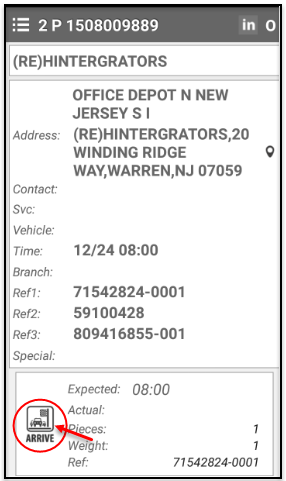 2 P 1508009889 in O
(RE)HINTERGRATORS
OFFICE DEPOT N NEW
JERSEY S I
Address: (RE)HINTERGRATORS,20
WINDING RIDGE
WAY,WARREN,NJ 07059
Contact:
Svc:
Vehicle:
Time: 12/24 08:00
Branch:
Ref1: 71542824-0001
Ref2: 59100428
Ref3: 809416855-001
Special:
Expected: 08:00
Actual:
ARRIVE
Pieces: 1
Weight: 1
Ref: 71542824-0001